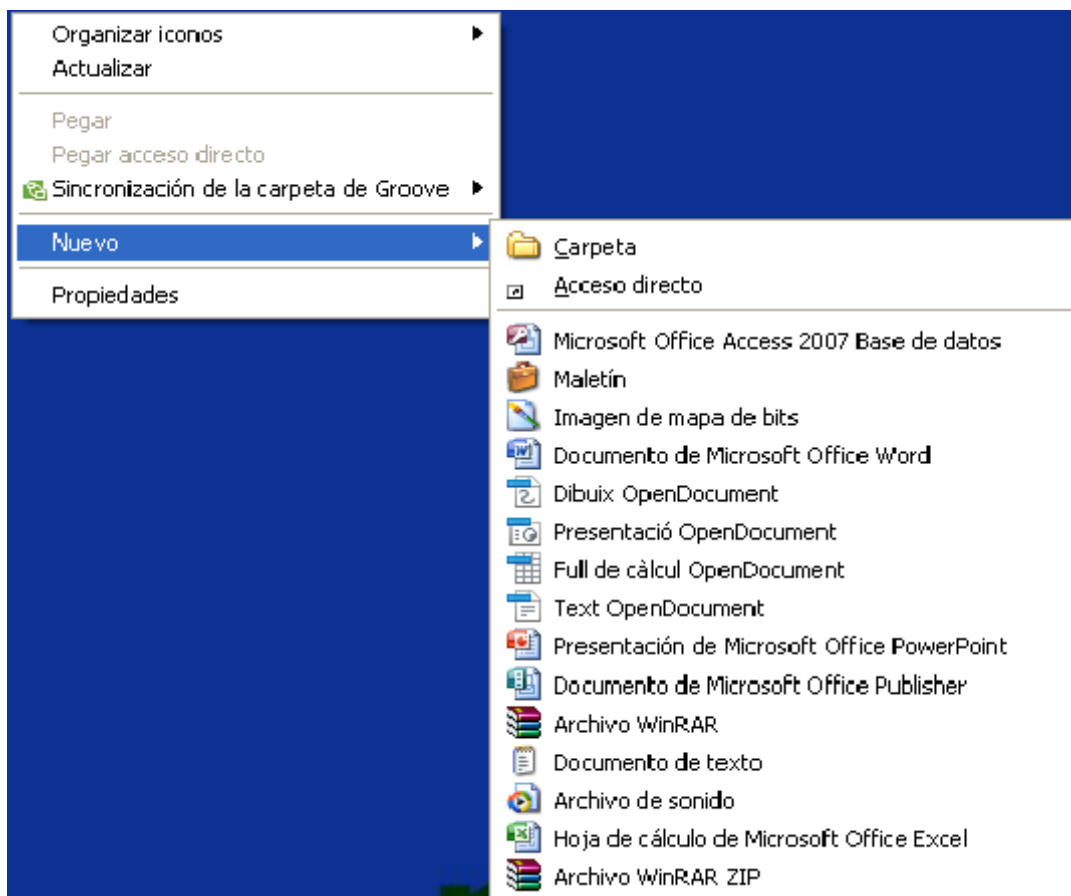 Organizar iconos
Actualizar
Pegar
Pegar acceso directo
Sincronización de la carpeta de Groove
Nuevo
Propiedades
Carpeta
Acceso directo
Microsoft Office Access 2007 Base de datos
Maletín
Imagen de mapa de bits
Documento de Microsoft Office Word
Dibuix OpenDocument
Presentació OpenDocument
Full de càlcul OpenDocument
Text OpenDocument
Presentación de Microsoft Office PowerPoint
Documento de Microsoft Office Publisher
Archivo WinRAR
Documento de texto
Archivo de sonido
Hoja de cálculo de Microsoft Office Excel
Archivo WinRAR ZIP